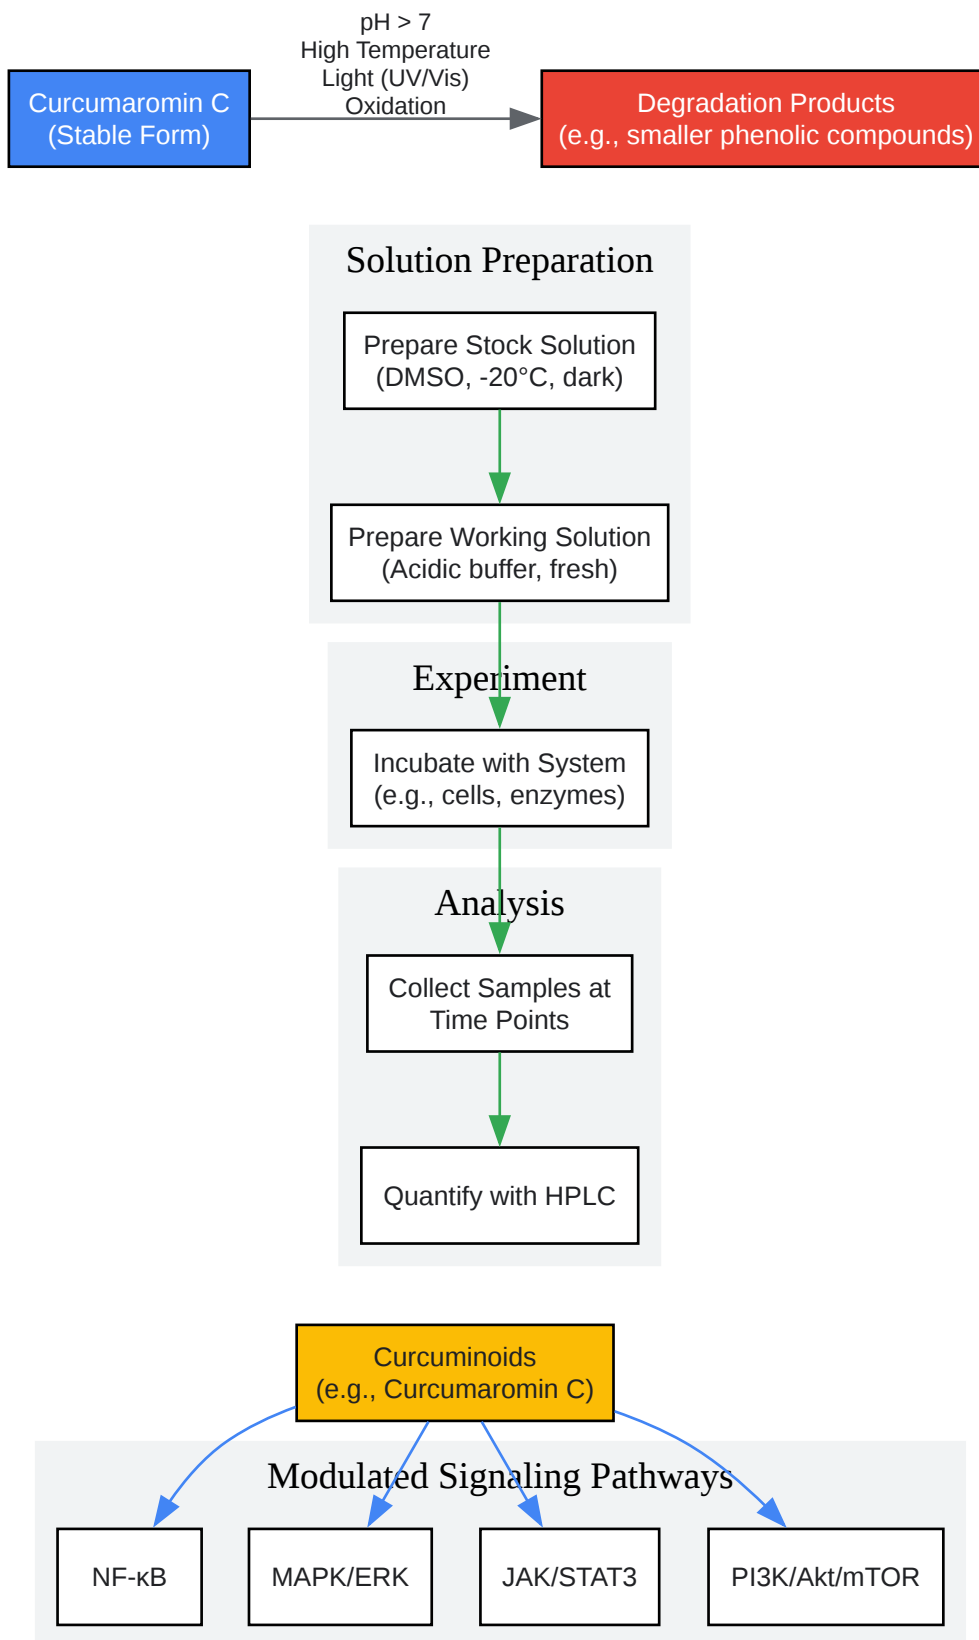 pH > 7
High Temperature
Light (UV/Vis)
Oxidation
Curcumaromin C
(Stable Form)
Degradation Products
(e.g., smaller phenolic compounds)
Solution Preparation
Prepare Stock Solution
(DMSO, -20°C, dark)
Prepare Working Solution
(Acidic buffer, fresh)
Experiment
Incubate with System
(e.g., cells, enzymes)
Analysis
Collect Samples at
Time Points
Quantify with HPLC
Curcuminoids
(e.g., Curcumaromin C)
Modulated Signaling Pathways
NF-κB
MAPK/ERK
JAK/STAT3
PI3K/Akt/mTOR